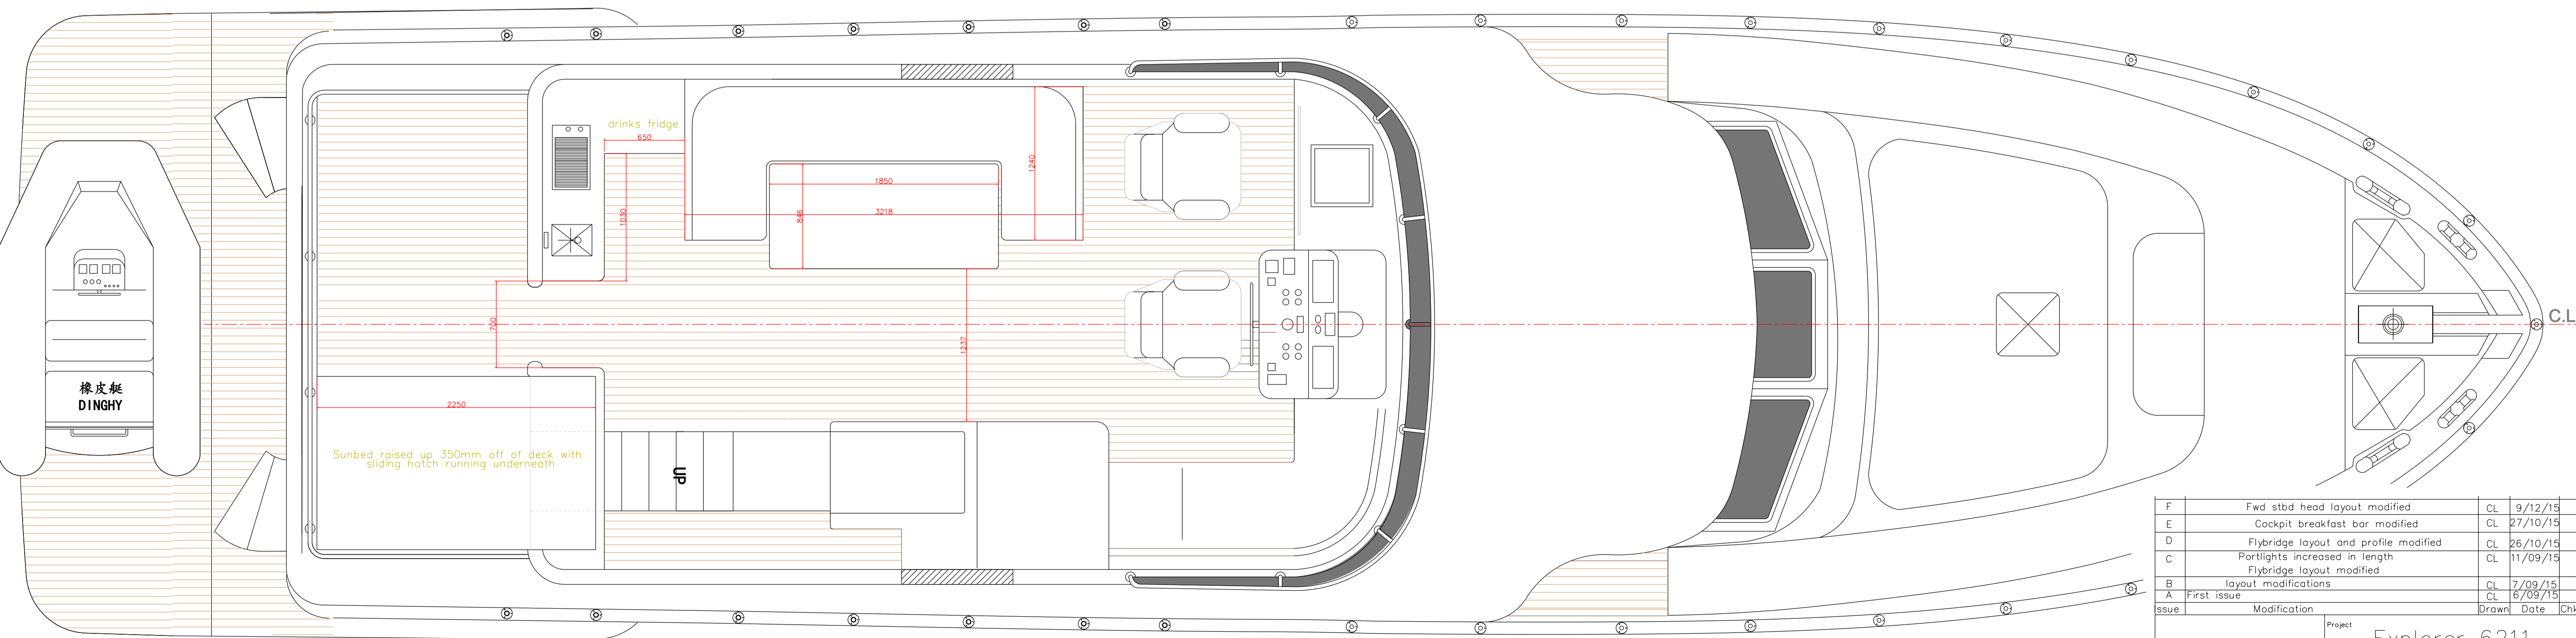 drinks fridge
650
1240
1850
846
3218
1030
700
1237
C.L
橡皮艇
DINGHY
2250
Sunbed raised up 350mm off of deck with
sliding hatch running underneath
UP
F Fwd stbd head layout modified CL 9/12/15
E Cockpit breakfast bar modified CL 27/10/15
D Flybridge layout and profile modified CL 26/10/15
C Portlights increased in length CL 11/09/15
Flybridge layout modified
B layout modifications CL 7/09/15
A First issue CL 6/09/15
Issue Modification Drawn Date Chk
Project
Explorer 6211